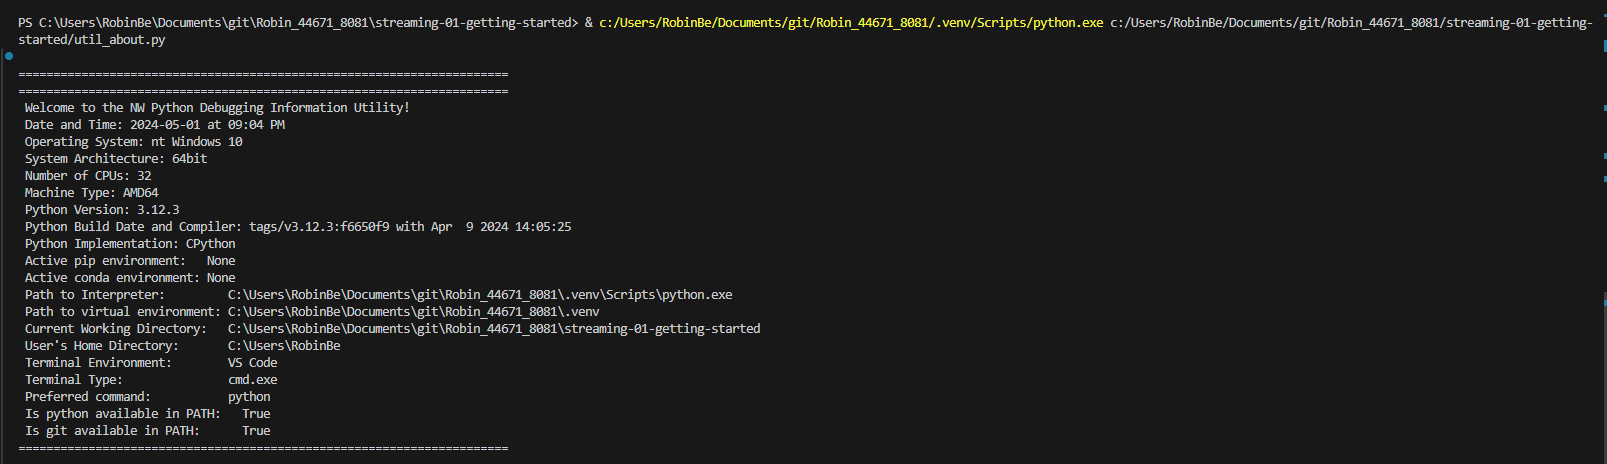 PS C:\Users\RobinBe\Documents\git\Robin_44671_8081\streaming-01-getting-started> & c:/Users/RobinBe/Documents/git/Robin_44671_8081/.venv/Scripts/python.exe c:/Users/RobinBe/Documents/git/Robin_44671_8081/streaming-01-getting-
started/util_about.py
======================================================================
======================================================================
Welcome to the NW Python Debugging Information Utility!
Date and Time: 2024-05-01 at 09:04 PM
Operating System: nt Windows 10
System Architecture: 64bit
Number of CPUs: 32
Machine Type: AMD64
Python Version: 3.12.3
Python Build Date and Compiler: tags/v3.12.3:f6650f9 with Apr  9 2024 14:05:25
Python Implementation: CPython
Active pip environment:   None
Active conda environment: None
Path to Interpreter:         C:\Users\RobinBe\Documents\git\Robin_44671_8081\.venv\Scripts\python.exe
Path to virtual environment: C:\Users\RobinBe\Documents\git\Robin_44671_8081\.venv
Current Working Directory:   C:\Users\RobinBe\Documents\git\Robin_44671_8081\streaming-01-getting-started
User's Home Directory:       C:\Users\RobinBe
Terminal Environment:        VS Code
Terminal Type:               cmd.exe
Preferred command:           python
Is python available in PATH:   True
Is git available in PATH:      True
======================================================================